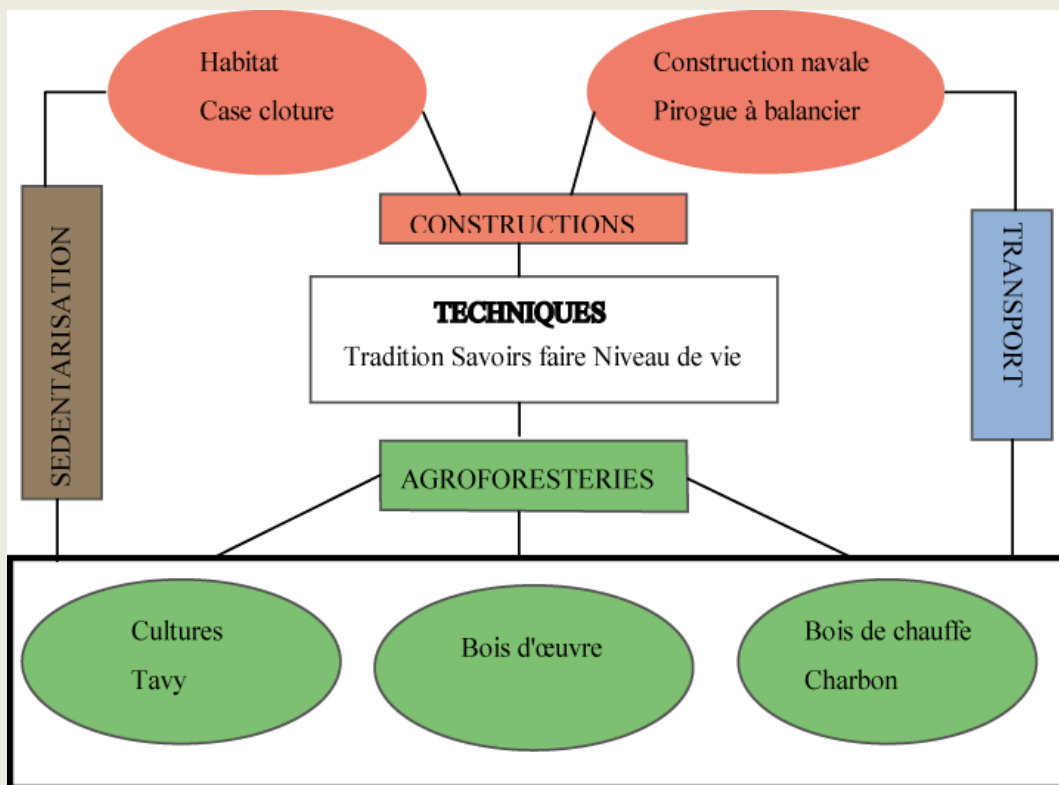 Habitat
Case cloture
Construction navale
Pirogue à balancier
CONSTRUCTIONS
SEDENTARISATION
TRANSPORT
TECHNIQUES
Tradition Savoirs faire Niveau de vie
AGROFORESTERIES
Cultures
Tavy
Bois d'œuvre
Bois de chauffe
Charbon